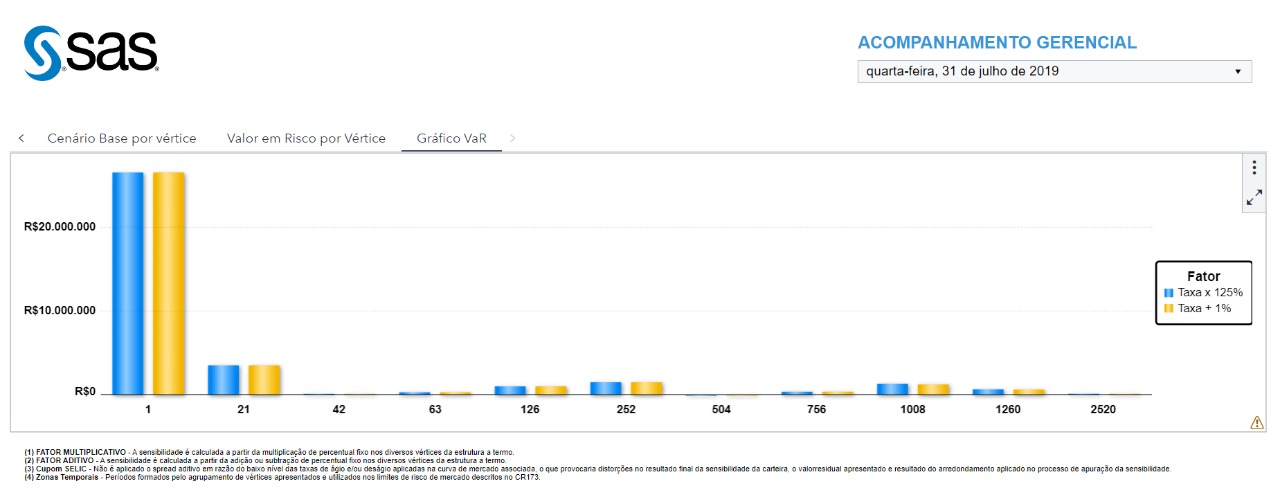 sas
ACOMPANHAMENTO GERENCIAL
quarta-feira, 31 de julho de 2019
Cenário Base por vértice Valor em Risco por Vértice Gráfico VaR
R$20.000.000
R$10.000.000
R$0
1 21 42 63 126 252 504 756 1008 1260 2520
Fator
Taxa x 125%
Taxa + 1%
(1) FATOR MULTIPLICATIVO - A sensibilidade é calculada a partir da multiplicação de percentual fixo nos diversos vértices da estrutura a termo.
(2) FATOR ADITIVO - A sensibilidade é calculada a partir da adição ou subtração de percentual fixo nos diversos vértices da estrutura a termo.
(3) Cupom SELIC - Não é aplicado o spread aditivo em razão do baixo nível das taxas de ágio e/ou deságio aplicadas na curva de mercado associada, o que provocaria distorções no resultado final da sensibilidade da carteira, o valorresidual apresentado e resultado do arredondamento aplicado no processo de apuração da sensibilidade.
(4) Zonas Temporais - Períodos formados pelo agrupamento de vértices apresentados e utilizados nos limites de risco de mercado descritos no CR173.